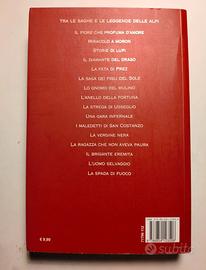 TRA LE SAGHE E LE LEGGENDE DELLE ALPI
IL FIORE CHE PROFUMA D'AMORE
MIRACOLO A MORON
STORIE DI LUPI
IL DIAMANTE DEL DRAGO
LA FATA DI PIREZ
LA SAGA DEI FIGLI DEL SOLE
LO GNOMO DEL MULINO
L'ANELLO DELLA FORTUNA
LA STREGA DI USSEGLIO
UNA GARA INFERNALE
I MALEDETTI DI SAN COSTANZO
LA VERGINE NERA
LA RAGAZZA CHE NON AVEVA PAURA
IL BRIGANTE EREMITA
L'UOMO SELVAGGIO
LA SPADA DI FUOCO
€ 9,90
subito